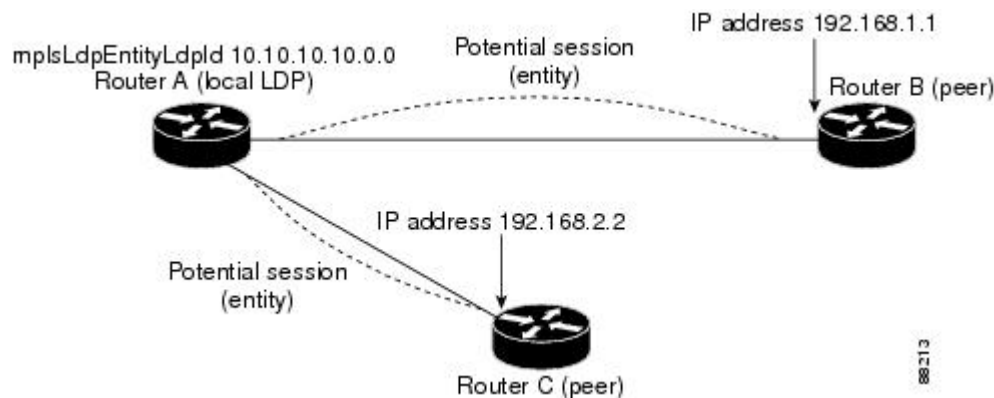 IP address 192.168.1.1
mplsLdpEntityLdpId 10.10.10.10.0.0
Router A (local LDP)
Potential session
(entity)
Router B (peer)
IP address 192.168.2.2
Potential session
(entity)
Router C (peer)
88213